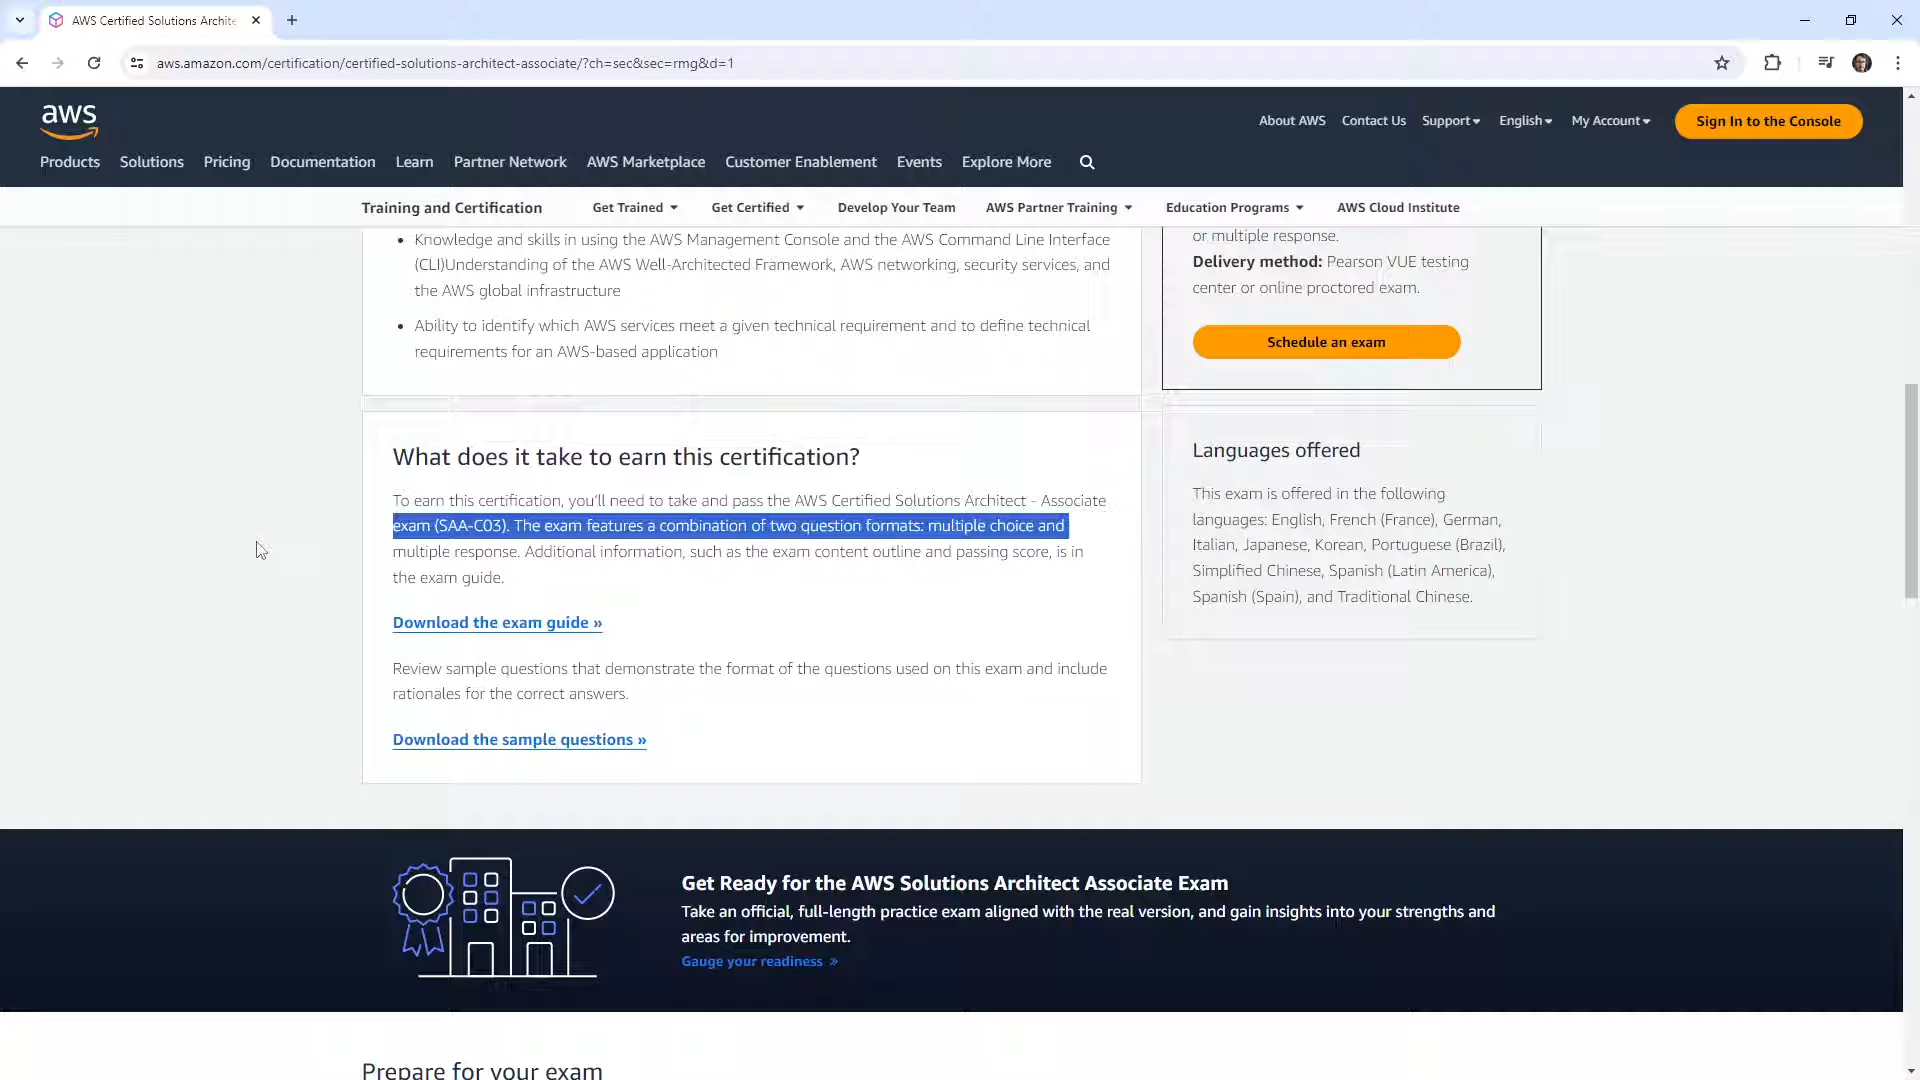 AWS Certified Solutions Archite
aws.amazon.com/certification/certified-solutions-architect-associate/?ch=sec&sec=rmg&d=1
aws
About AWS Contact Us Support English My Account Sign In to the Console
Products Solutions Pricing Documentation Learn Partner Network AWS Marketplace Customer Enablement Events Explore More
Training and Certification Get Trained Get Certified Develop Your Team AWS Partner Training Education Programs AWS Cloud Institute
• Knowledge and skills in using the AWS Management Console and the AWS Command Line Interface
(CLI)Understanding of the AWS Well-Architected Framework, AWS networking, security services, and
the AWS global infrastructure
• Ability to identify which AWS services meet a given technical requirement and to define technical
requirements for an AWS-based application
or multiple response.
Delivery method: Pearson VUE testing
center or online proctored exam.
Schedule an exam
What does it take to earn this certification?
To earn this certification, you'll need to take and pass the AWS Certified Solutions Architect - Associate
exam (SAA-C03). The exam features a combination of two question formats: multiple choice and
multiple response. Additional information, such as the exam content outline and passing score, is in
the exam guide.
Download the exam guide »
Review sample questions that demonstrate the format of the questions used on this exam and include
rationales for the correct answers.
Download the sample questions »
Languages offered
This exam is offered in the following
languages: English, French (France), German,
Italian, Japanese, Korean, Portuguese (Brazil),
Simplified Chinese, Spanish (Latin America),
Spanish (Spain), and Traditional Chinese.
Get Ready for the AWS Solutions Architect Associate Exam
Take an official, full-length practice exam aligned with the real version, and gain insights into your strengths and
areas for improvement.
Gauge your readiness »
Prepare for your exam